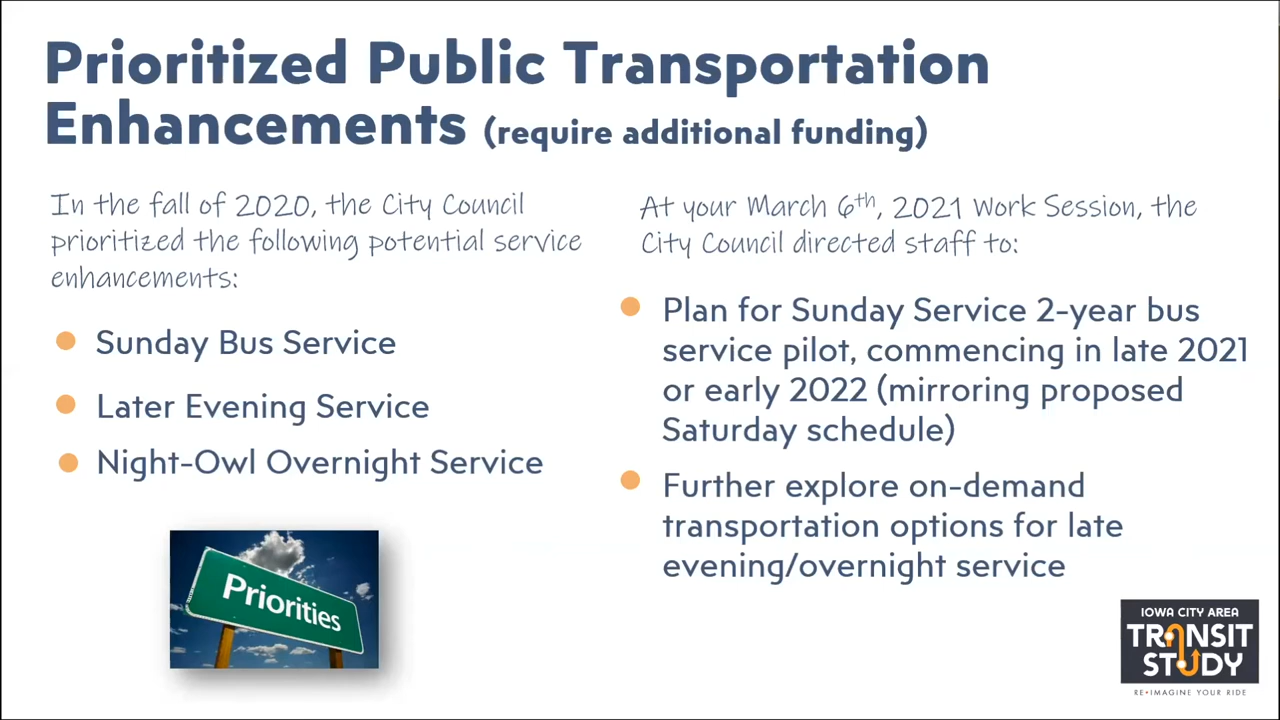 Prioritized Public Transportation
Enhancements (require additional funding)
In the fall of 2020, the City Council
prioritized the following potential service
enhancements:
Sunday Bus Service
Later Evening Service
Night-Owl Overnight Service
Priorities
At your March 6th, 2021 Work Session, the
City Council directed staff to:
Plan for Sunday Service 2-year bus
service pilot, commencing in late 2021
or early 2022 (mirroring proposed
Saturday schedule)
Further explore on-demand
transportation options for late
evening/overnight service
IOWA CITY AREA
TRANSIT
STUDY
RE•IMAGINE YOUR RIDE